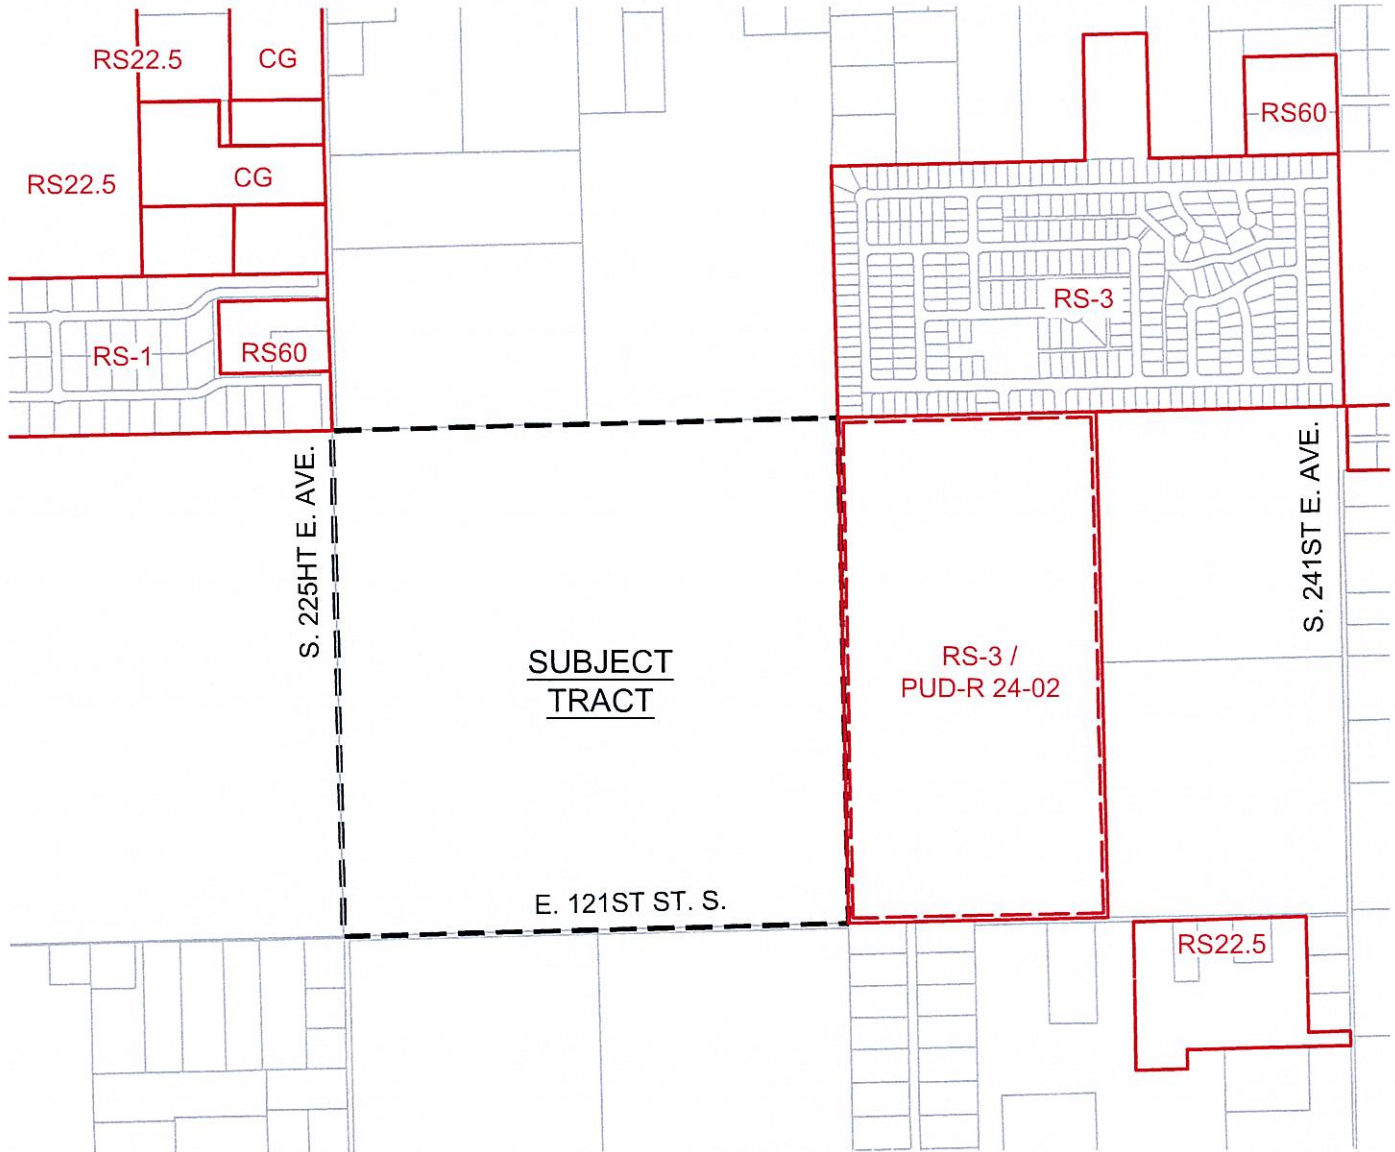 RS22.5
CG
RS60
RS22.5
CG
RS-3
RS-1
RS60
S. 225HT E. AVE.
S. 241ST E. AVE.
SUBJECT
TRACT
RS-3 /
PUD-R 24-02
E. 121ST ST. S.
RS22.5